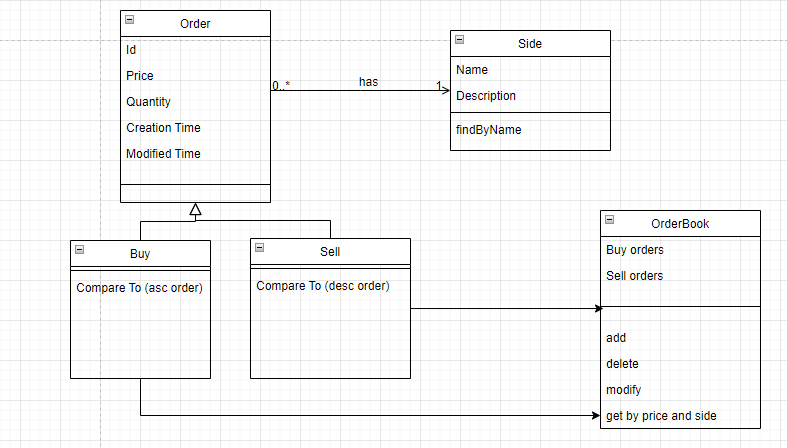 Order
Id
Price
Quantity
Creation Time
Modified Time
0..*
has
1
Side
Name
Description
findByName
Buy
Compare To (asc order)
Sell
Compare To (desc order)
OrderBook
Buy orders
Sell orders
add
delete
modify
get by price and side